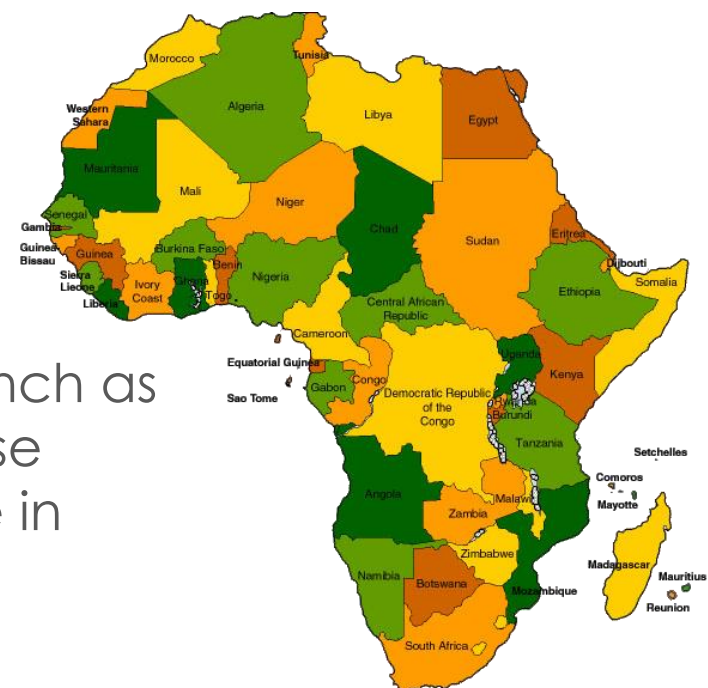 Morocco
Tunisia
Algeria
Libya
Egypt
Western
Sahara
Mauritania
Mali
Niger
Chad
Sudan
Eritrea
Djibouti
Somalia
Ethiopia
Senegal
Gambia
Guinea-
Bissau
Guinea
Sierra
Lieone
Liberia
Ivory
Coast
Burkina Faso
Ghana
Togo
Benin
Nigeria
Cameroon
Central African
Republic
Equatorial Guinea
Sao Tome
Gabon
Congo
Democratic Republic
of the
Congo
Uganda
Kenya
Rwanda
Burundi
Tanzania
Setchelles
Comoros
Mayotte
nch as
se
e in
Angola
Zambia
Malawi
Zimbabwe
Mozambique
Madagascar
Mauritius
Reunion
Namibia
Botswana
South Africa